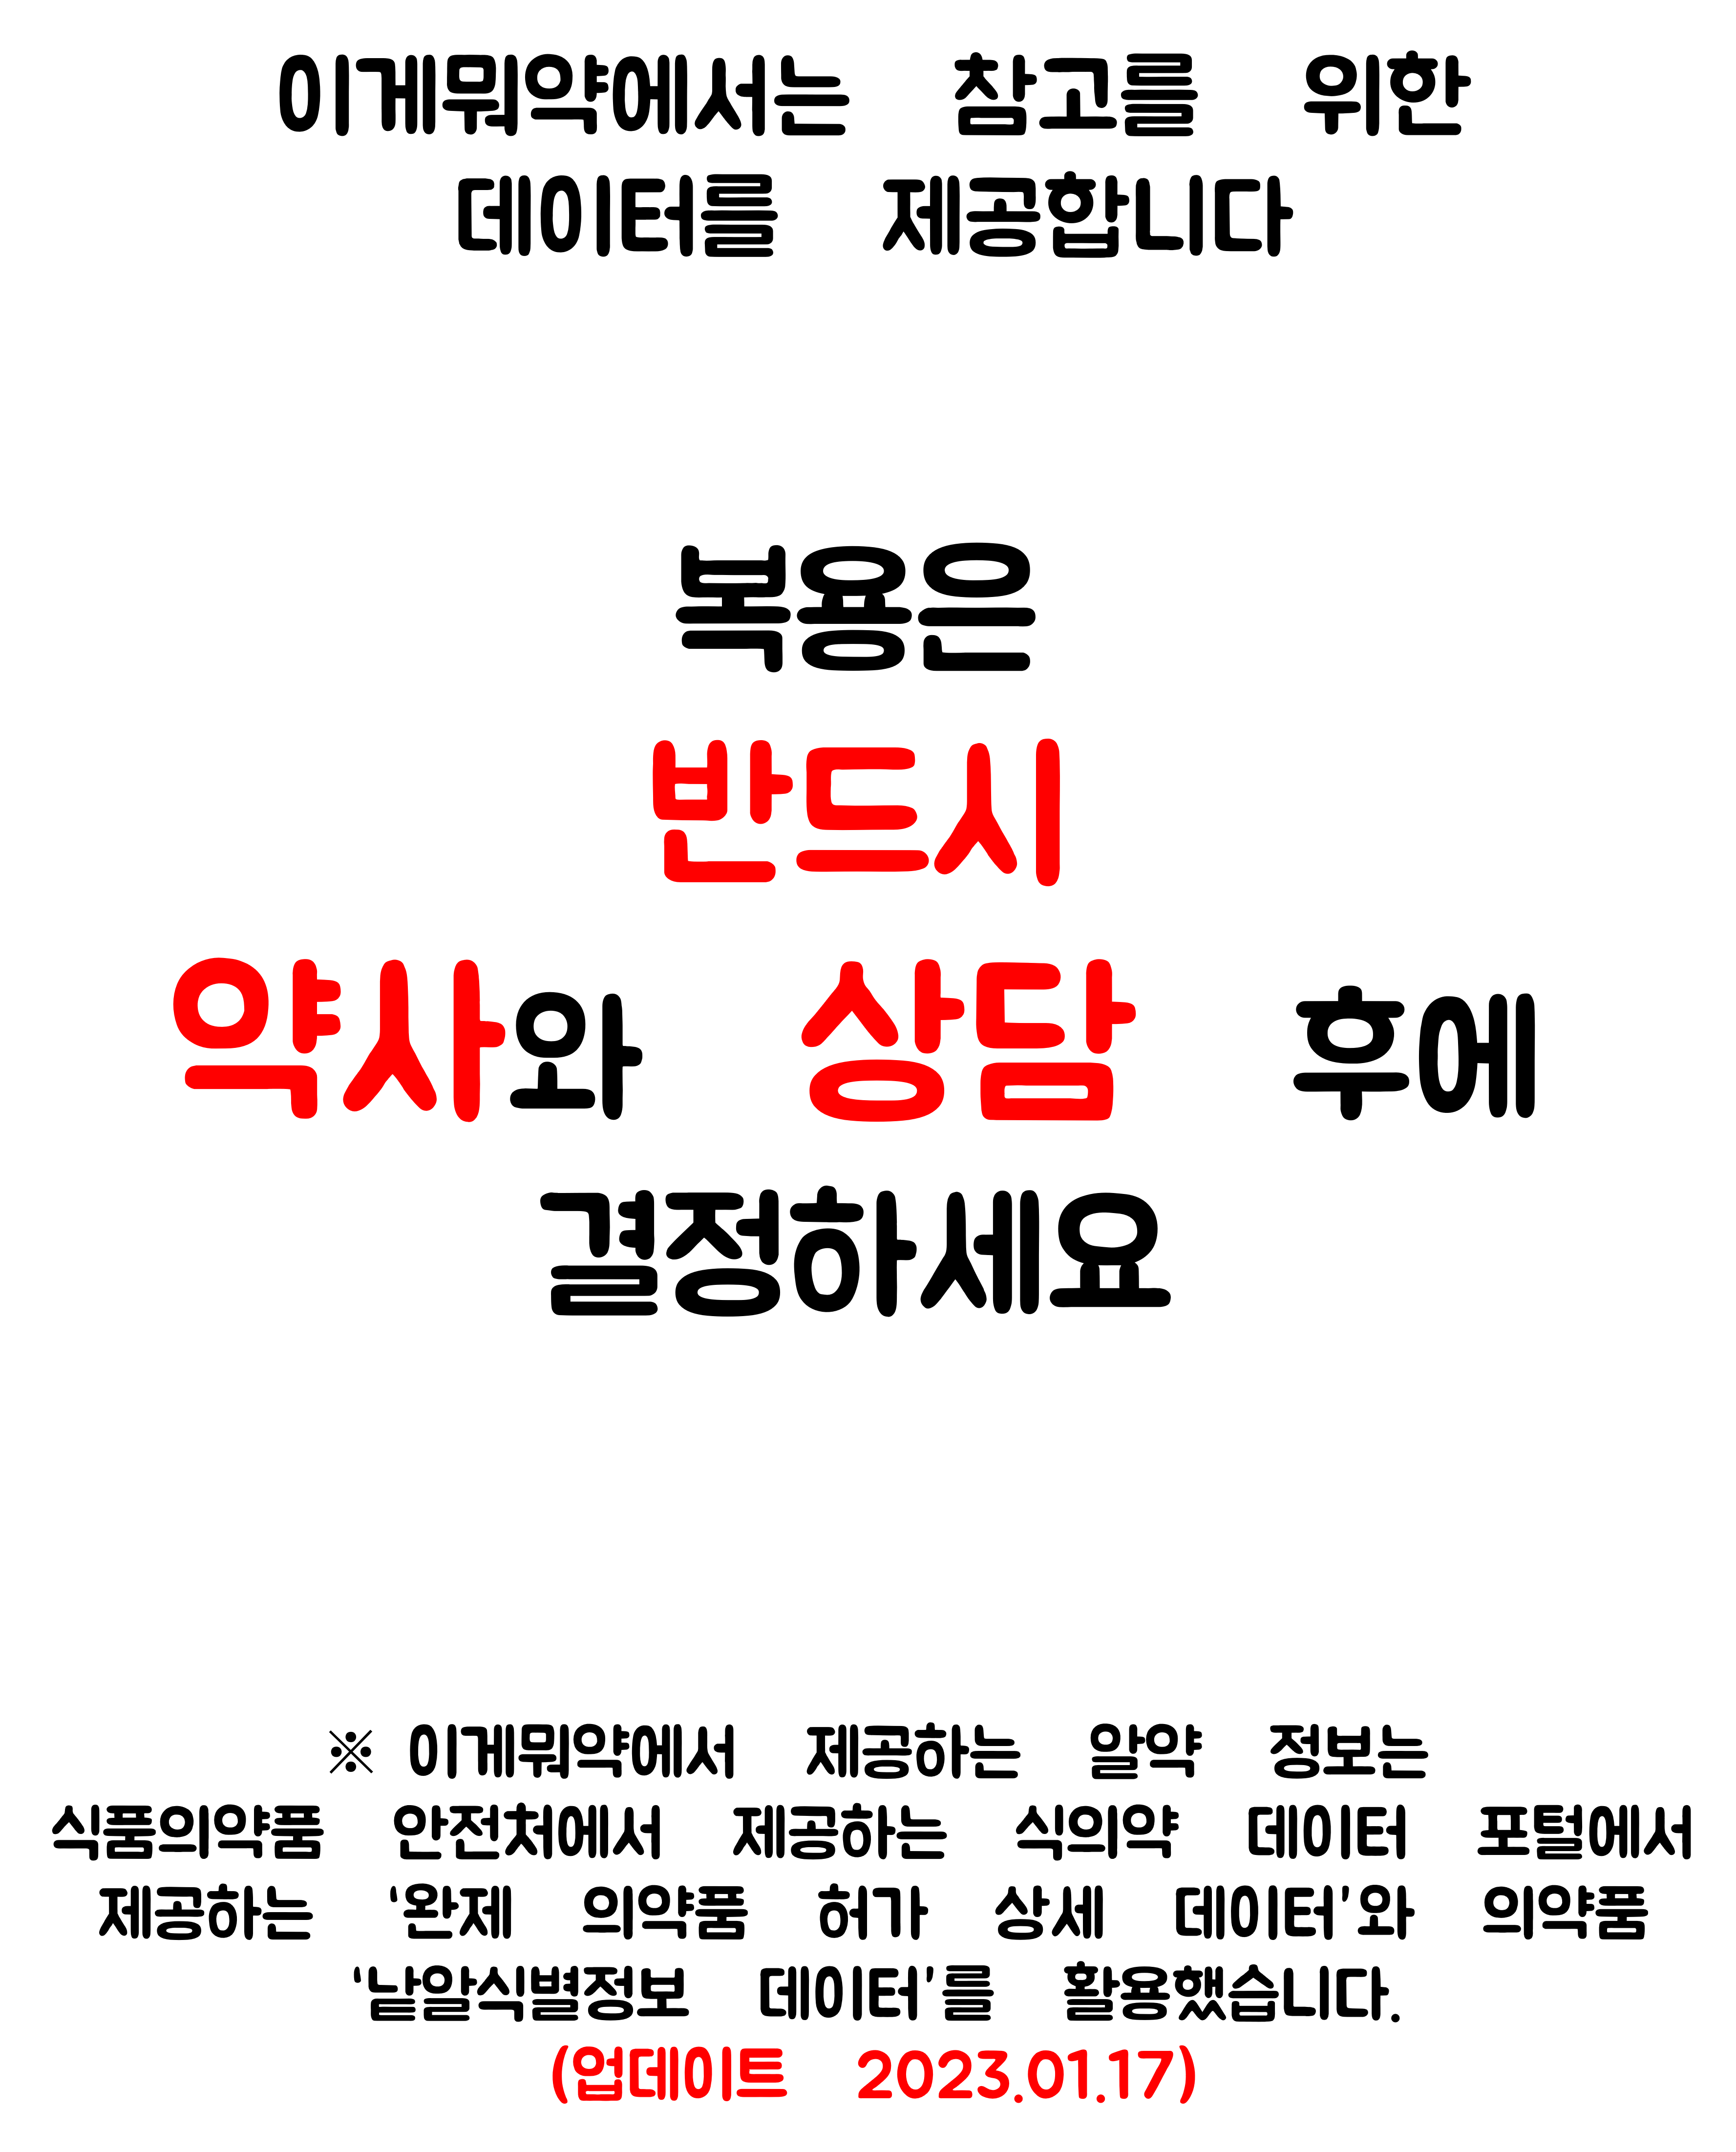 이게뭐약에서는 참고를 위한
데이터를 제공합니다
복용은
반드시
약사와 상담 후에
결정하세요
※ 이게뭐약에서 제공하는 알약 정보는
식품의약품 안전처에서 제공하는 식의약 데이터 포털에서
제공하는 '완제 의약품 허가 상세 데이터'와 의약품
'낱알식별정보 데이터'를 활용했습니다.
(업데이트 2023.01.17)